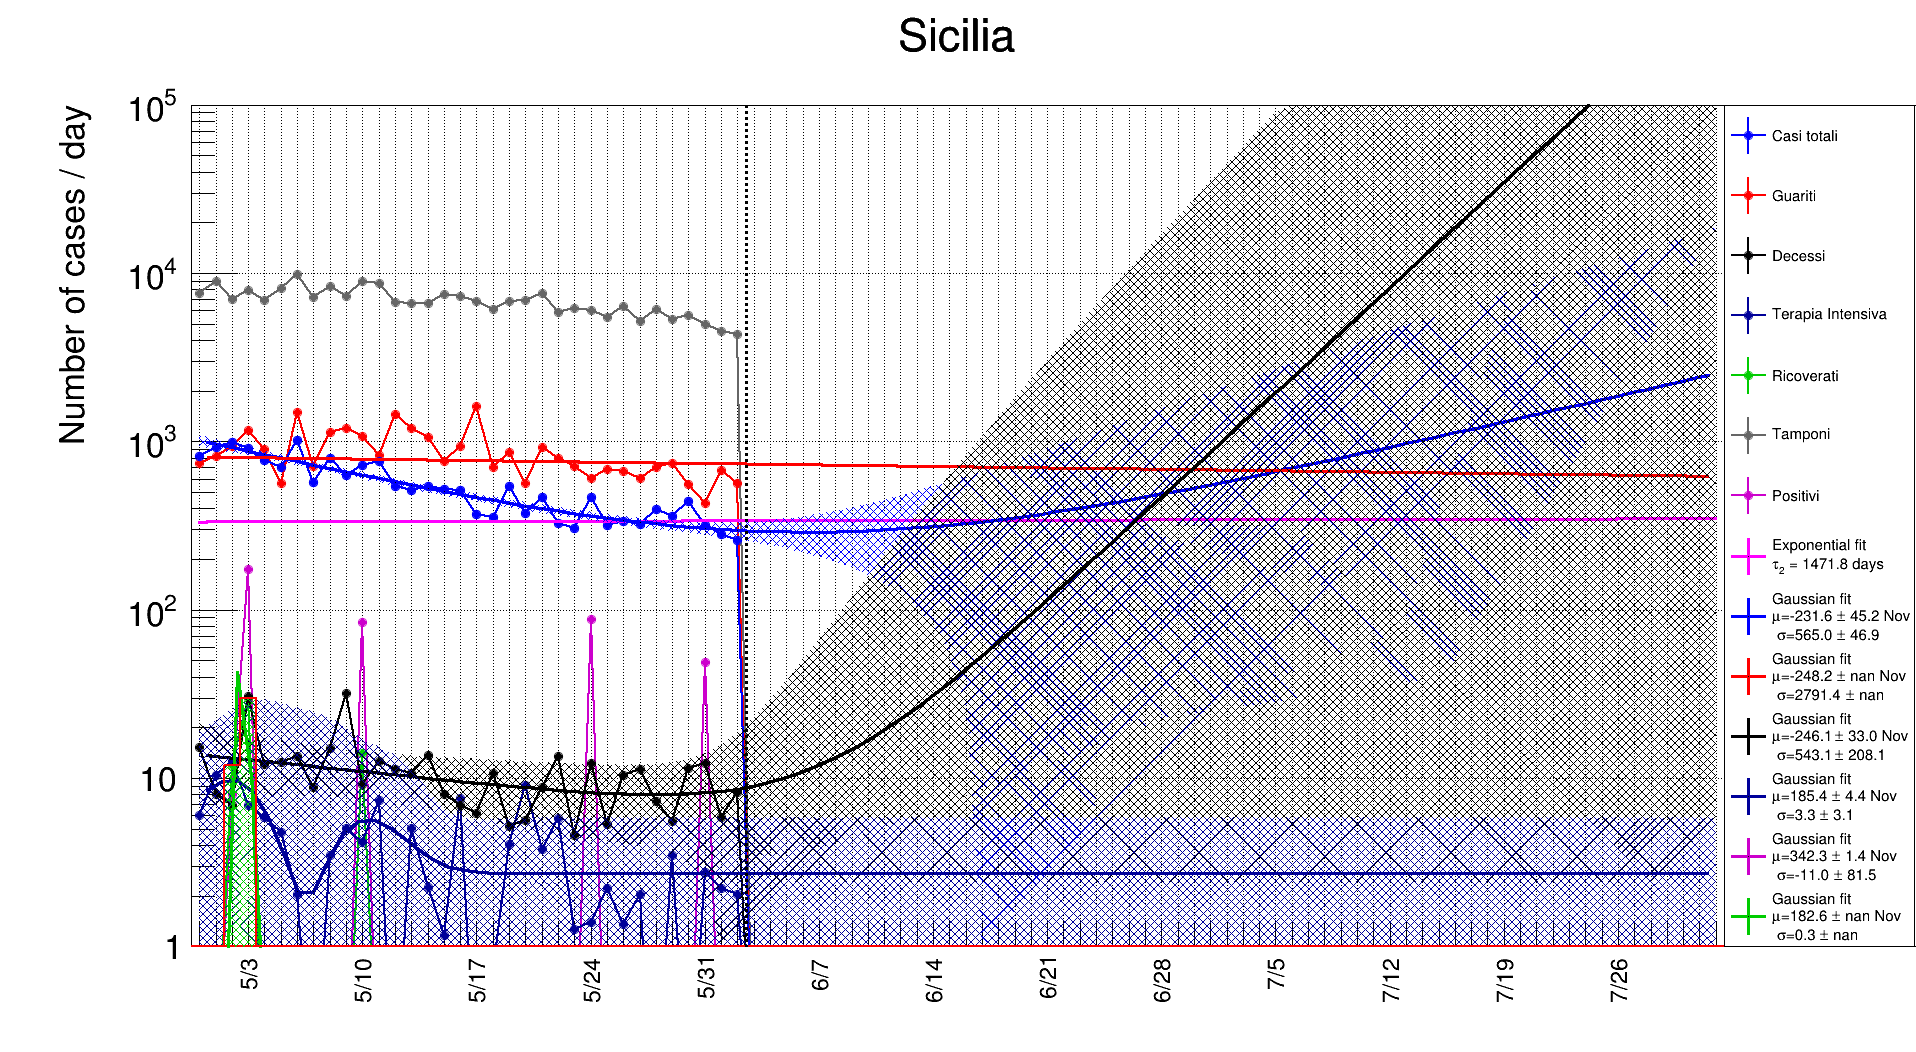 Sicilia
Number of cases / day
10^5
10^4
10^3
10^2
10
1
5/3
5/10
5/17
5/24
5/31
6/7
6/14
6/21
6/28
7/5
7/12
7/19
7/26
Casi totali
Guariti
Decessi
Terapia Intensiva
Ricoverati
Tamponi
Positivi
Exponential fit
τ₂ = 1471.8 days
Gaussian fit
μ=-231.6 ± 45.2 Nov
σ=565.0 ± 46.9
Gaussian fit
μ=-248.2 ± nan Nov
σ=2791.4 ± nan
Gaussian fit
μ=-246.1 ± 33.0 Nov
σ=543.1 ± 208.1
Gaussian fit
μ=185.4 ± 4.4 Nov
σ=3.3 ± 3.1
Gaussian fit
μ=342.3 ± 1.4 Nov
σ=-11.0 ± 81.5
Gaussian fit
μ=182.6 ± nan Nov
σ=0.3 ± nan